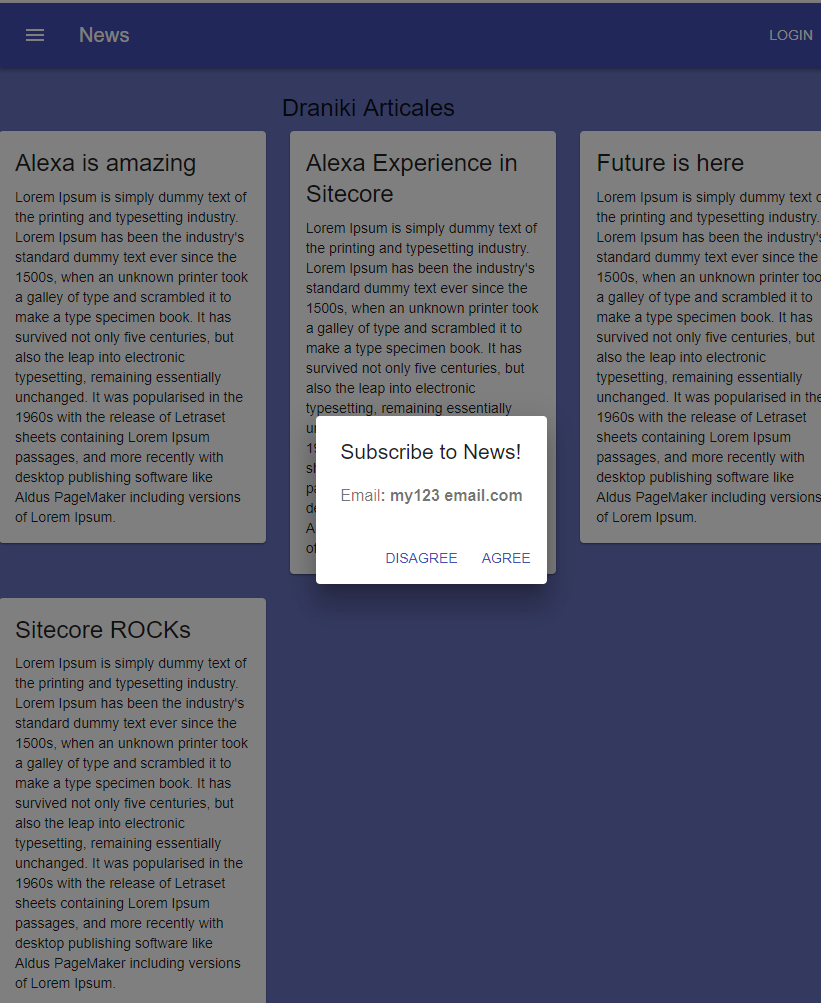 News
LOGIN
Draniki Articales
Alexa is amazing
Lorem Ipsum is simply dummy text of
the printing and typesetting industry.
Lorem Ipsum has been the industry's
standard dummy text ever since the
1500s, when an unknown printer took
a galley of type and scrambled it to
make a type specimen book. It has
survived not only five centuries, but
also the leap into electronic
typesetting, remaining essentially
unchanged. It was popularised in the
1960s with the release of Letraset
sheets containing Lorem Ipsum
passages, and more recently with
desktop publishing software like
Aldus PageMaker including versions
of Lorem Ipsum.
Alexa Experience in
Sitecore
Lorem Ipsum is simply dummy text of
the printing and typesetting industry.
Lorem Ipsum has been the industry's
standard dummy text ever since the
1500s, when an unknown printer took
a galley of type and scrambled it to
make a type specimen book. It has
survived not only five centuries, but
also the leap into electronic
typesetting, remaining essentially
Future is here
Lorem Ipsum is simply dummy text
the printing and typesetting industry.
Lorem Ipsum has been the industry's
standard dummy text ever since the
1500s, when an unknown printer took
a galley of type and scrambled it to
make a type specimen book. It has
survived not only five centuries, but
also the leap into electronic
typesetting, remaining essentially
unchanged. It was popularised in the
1960s with the release of Letraset
sheets containing Lorem Ipsum
passages, and more recently with
desktop publishing software like
Aldus PageMaker including versions
of Lorem Ipsum.
Subscribe to News!
Email: my123 email.com
DISAGREE AGREE
Sitecore ROCKs
Lorem Ipsum is simply dummy text of
the printing and typesetting industry.
Lorem Ipsum has been the industry's
standard dummy text ever since the
1500s, when an unknown printer took
a galley of type and scrambled it to
make a type specimen book. It has
survived not only five centuries, but
also the leap into electronic
typesetting, remaining essentially
unchanged. It was popularised in the
1960s with the release of Letraset
sheets containing Lorem Ipsum
passages, and more recently with
desktop publishing software like
Aldus PageMaker including versions
of Lorem Ipsum.